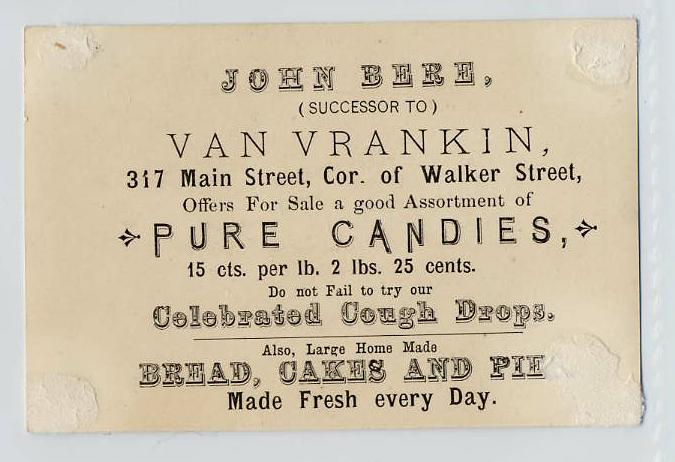 JOHN BERE,
(SUCCESSOR TO)
VAN VRANKIN,
317 Main Street, Cor. of Walker Street,
Offers For Sale a good Assortment of
PURE CANDIES,
15 cts. per lb. 2 lbs. 25 cents.
Do not Fail to try our
Celebrated Cough Drops.
Also, Large Home Made
BREAD, CAKES AND PIE
Made Fresh every Day.